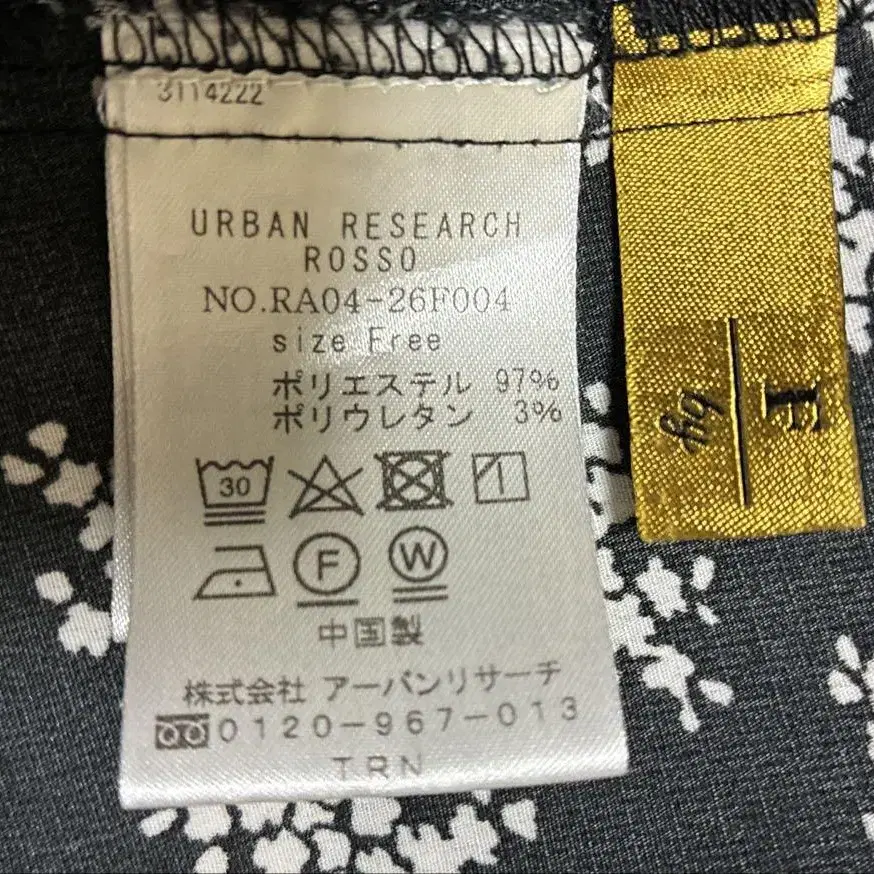 3114222
URBAN RESEARCH
ROSSO
NO.RA04-26F004
size Free
ポリエステル 97%
ポリウレタン 3%
30
F
W
中国製
株式会社 アーバンリサーチ
0120-967-013
TRN
F
by